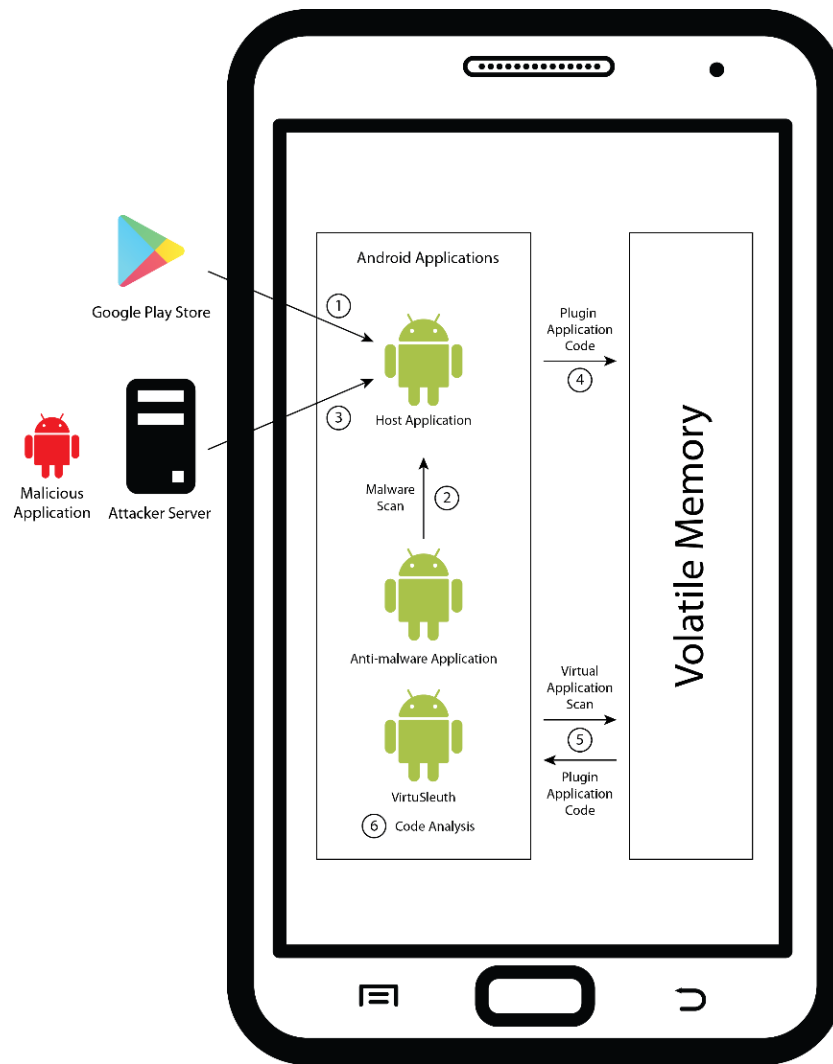 Android Applications
Google Play Store
1
Plugin
Application
Code
4
Host Application
3
Malicious
Application
Attacker Server
Malware
Scan
2
Volatile Memory
Anti-malware Application
Virtual
Application
Scan
5
Plugin
Application
Code
VirtuSleuth
6 Code Analysis